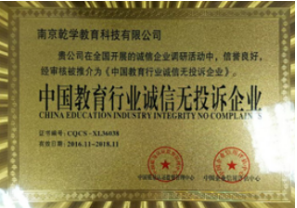 南京乾学教育科技有限公司
贵公司在全国开展的诚信企业调研活动中，信誉良好，
经审核被推介为《中国教育行业诚信无投诉企业》。
中国教育行业诚信无投诉企业
CHINA EDUCATION INDUSTRY INTEGRITY NO COMPLAINTS
证书编号：CQCS-XL36038
有效日期：2016.11-2018.11